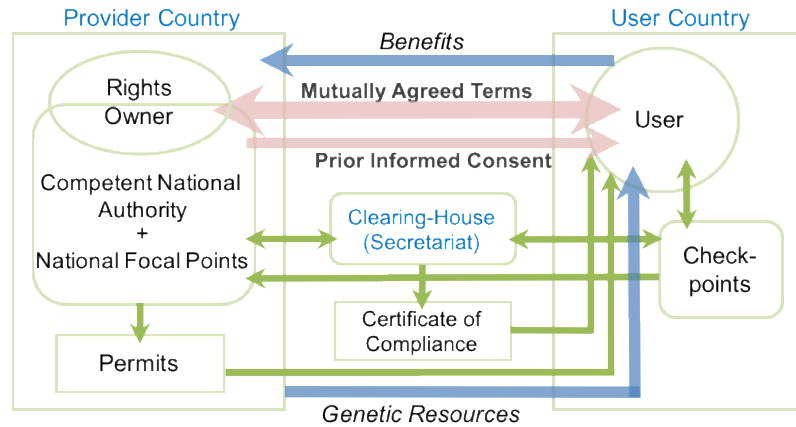 Provider Country
User Country
Benefits
Rights
Owner
Mutually Agreed Terms
User
Prior Informed Consent
Competent National
Authority
+
National Focal Points
Clearing-House
(Secretariat)
Check-
points
Certificate of
Compliance
Permits
Genetic Resources